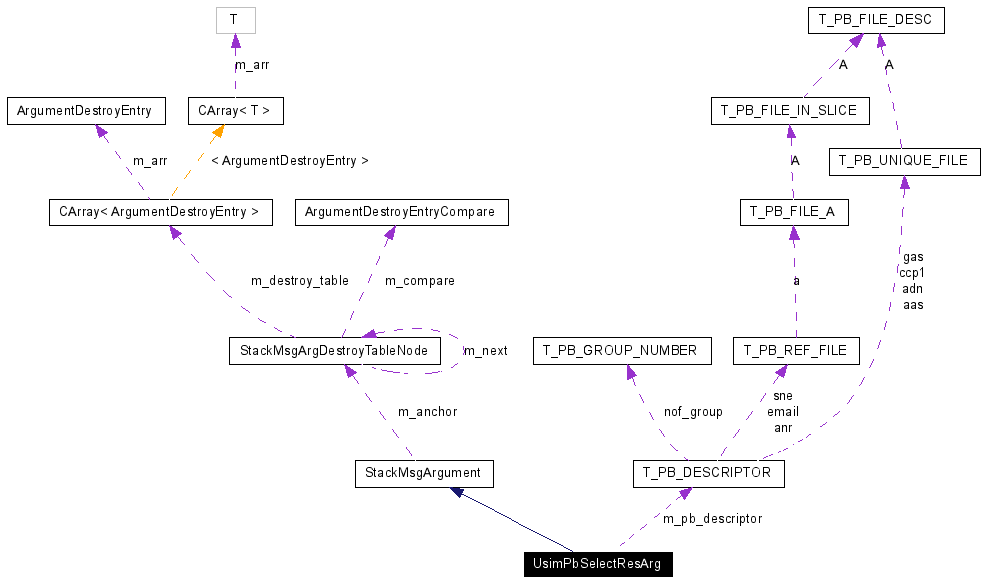 T
T_PB_FILE_DESC
m_arr
A
A
ArgumentDestroyEntry
CArray< T >
T_PB_FILE_IN_SLICE
m_arr
< ArgumentDestroyEntry >
A
T_PB_UNIQUE_FILE
CArray< ArgumentDestroyEntry >
ArgumentDestroyEntryCompare
T_PB_FILE_A
m_destroy_table
m_compare
a
gas
ccp1
adn
aas
StackMsgArgDestroyTableNode
m_next
T_PB_GROUP_NUMBER
T_PB_REF_FILE
m_anchor
nof_group
sne
email
anr
StackMsgArgument
T_PB_DESCRIPTOR
m_pb_descriptor
UsimPbSelectResArg